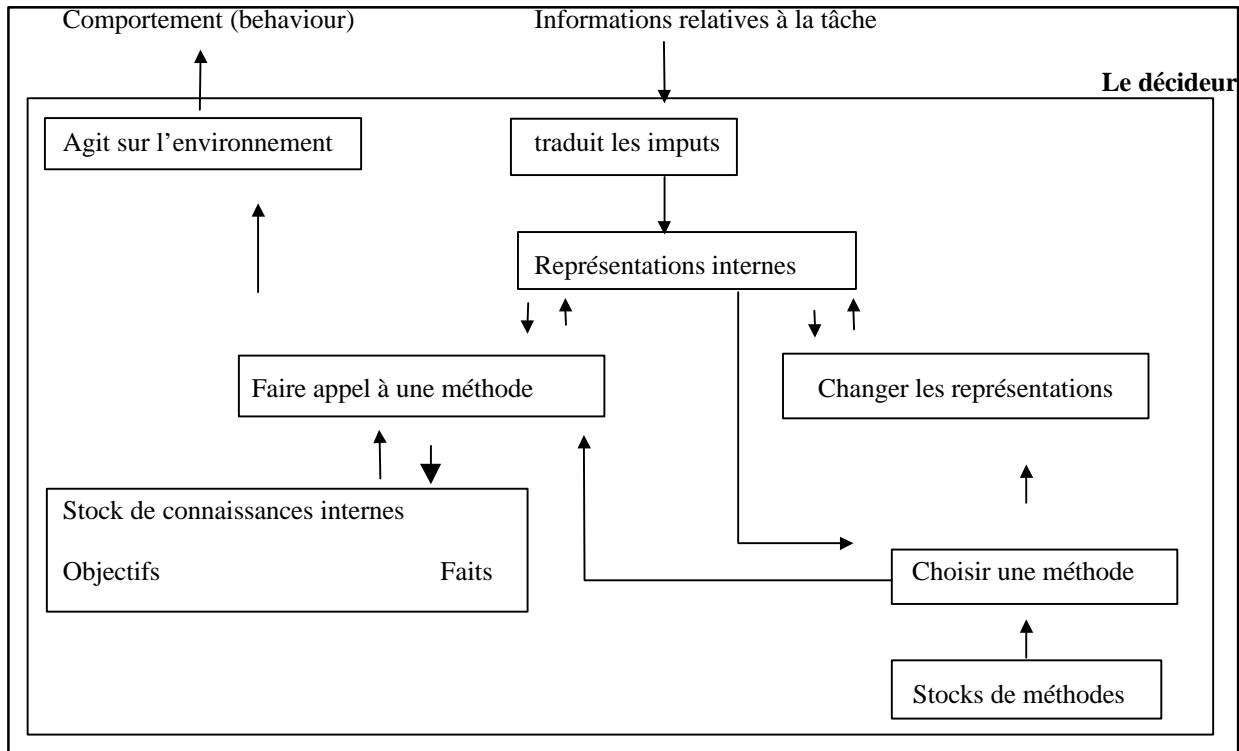 Comportement (behaviour)
Informations relatives à la tâche
Le décideur
Agit sur l’environnement
traduit les imputs
Représentations internes
Faire appel à une méthode
Changer les représentations
Stock de connaissances internes
Objectifs Faits
Choisir une méthode
Stocks de méthodes